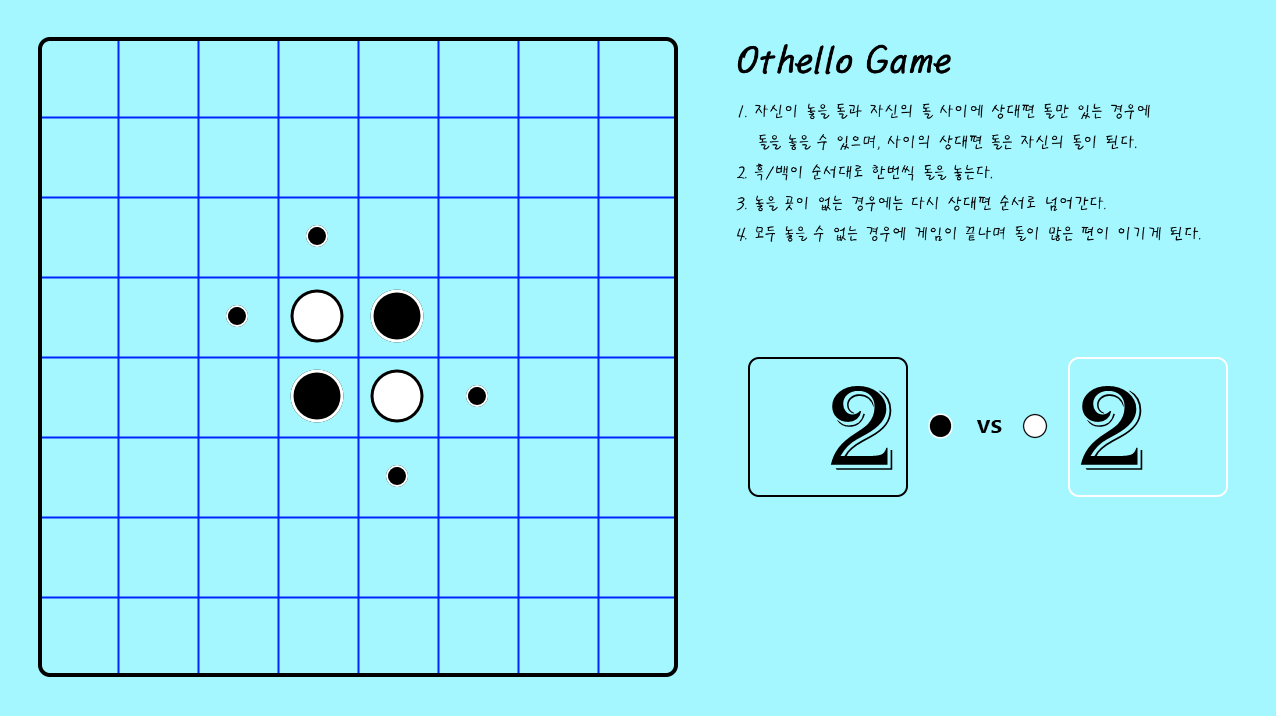 Othello Game
1. 자신이 놓을 돌과 자신의 돌 사이에 상대편 돌만 있는 경우에
돌을 놓을 수 있으며, 사이의 상대편 돌은 자신의 돌이 된다.
2. 흑/백이 순서대로 한번씩 돌을 놓는다.
3. 놓을 곳이 없는 경우에는 다시 상대편 순서로 넘어간다.
4. 모두 놓을 수 없는 경우에 게임이 끝나며 돌이 많은 편이 이기게 된다.
2 VS 2